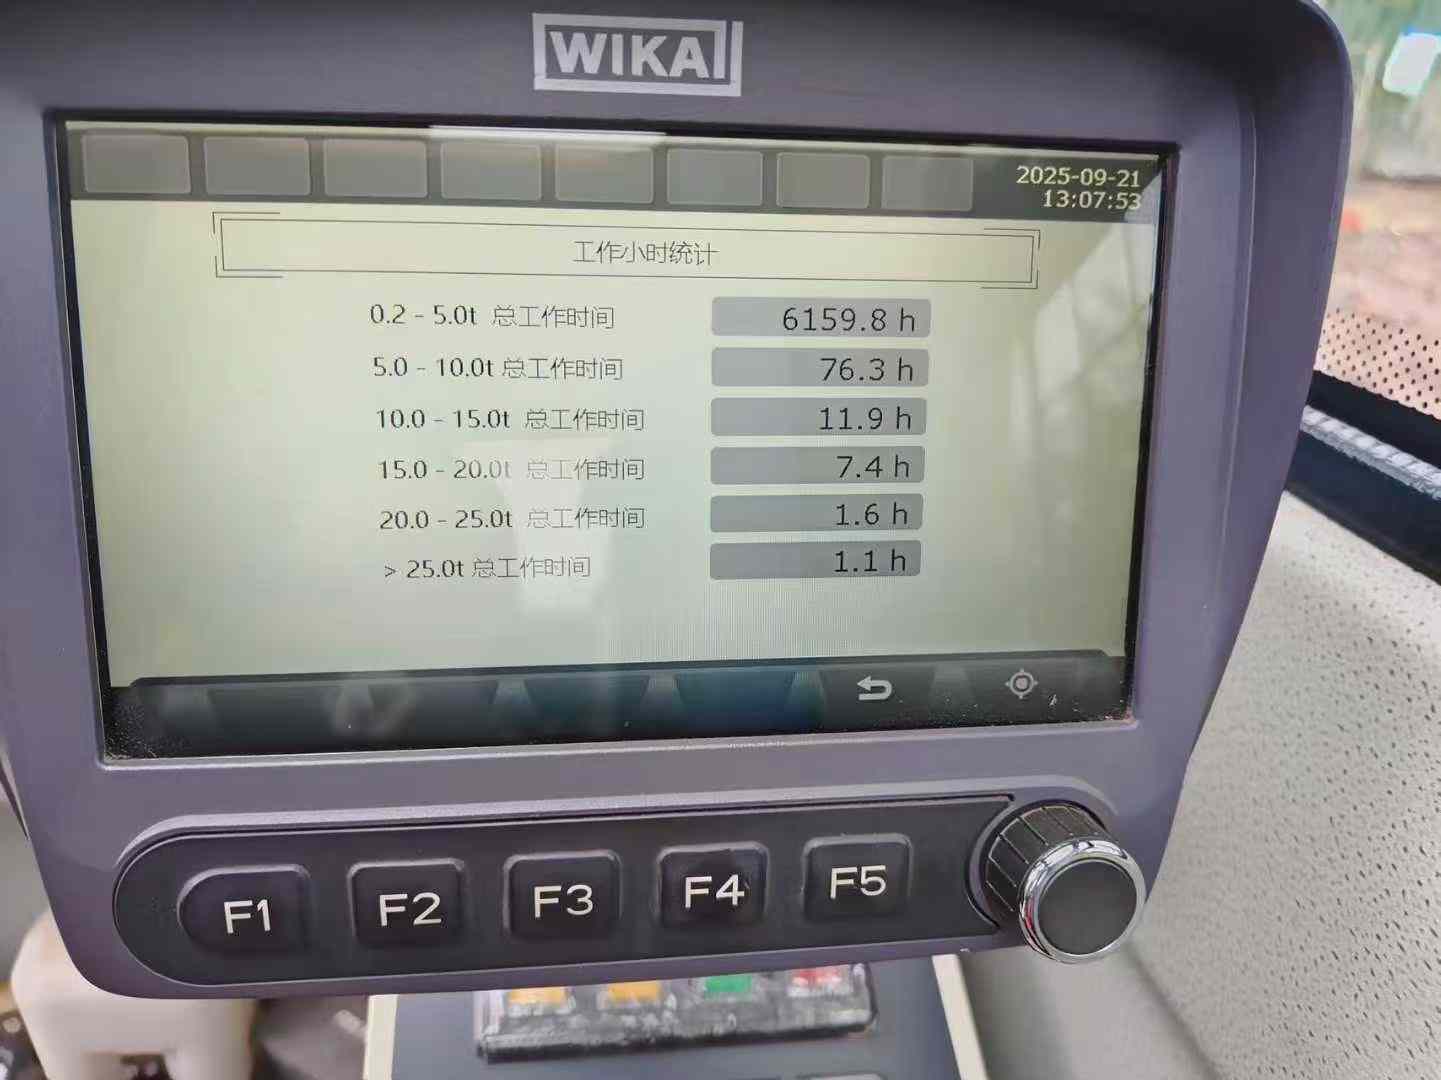 WIKAI
2025-09-21
13:07:53
工作小时统计
0.2 - 5.0t 总工作时间 6159.8 h
5.0 - 10.0t 总工作时间 76.3 h
10.0 - 15.0t 总工作时间 11.9 h
15.0 - 20.0t 总工作时间 7.4 h
20.0 - 25.0t 总工作时间 1.6 h
> 25.0t 总工作时间 1.1 h
F1 F2 F3 F4 F5